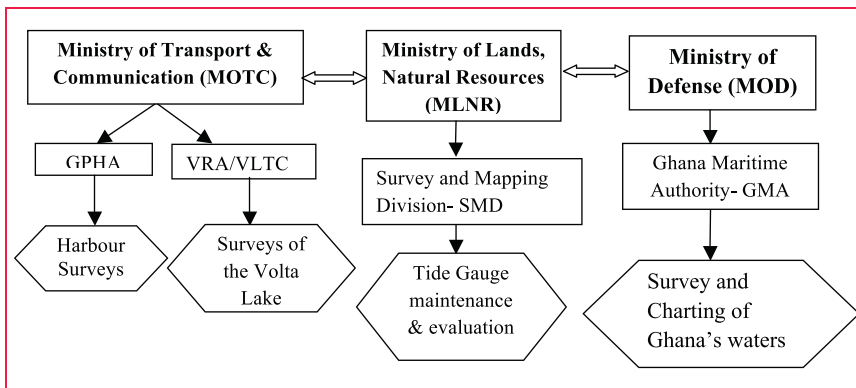 Ministry of Transport &
Communication (MOTC)
Ministry of Lands,
Natural Resources
(MLNR)
Ministry of
Defense (MOD)
GPHA
VRA/VLTC
Survey and Mapping
Division- SMD
Ghana Maritime
Authority- GMA
Harbour
Surveys
Surveys of
the Volta
Lake
Tide Gauge
maintenance
& evaluation
Survey and
Charting of
Ghana's waters